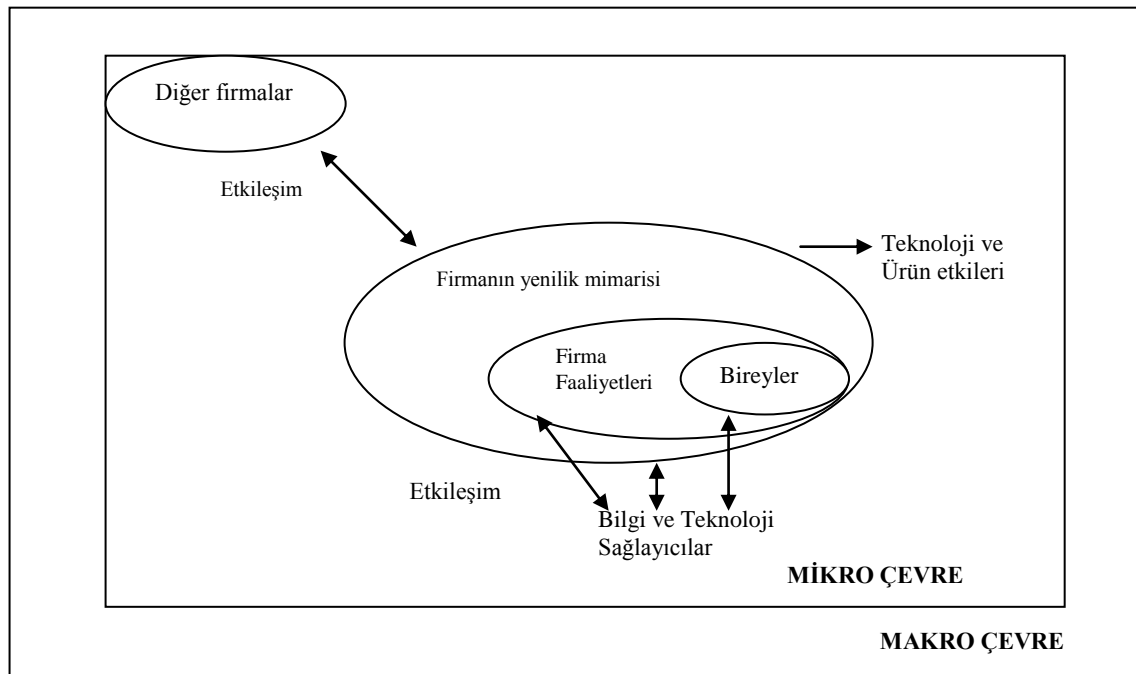 Diğer firmalar
Etkileşim
Teknoloji ve
Ürün etkileri
Firmanın yenilik mimarisi
Firma
Faaliyetleri
Bireyler
Etkileşim
Bilgi ve Teknoloji
Sağlayıcılar
MİKRO ÇEVRE
MAKRO ÇEVRE